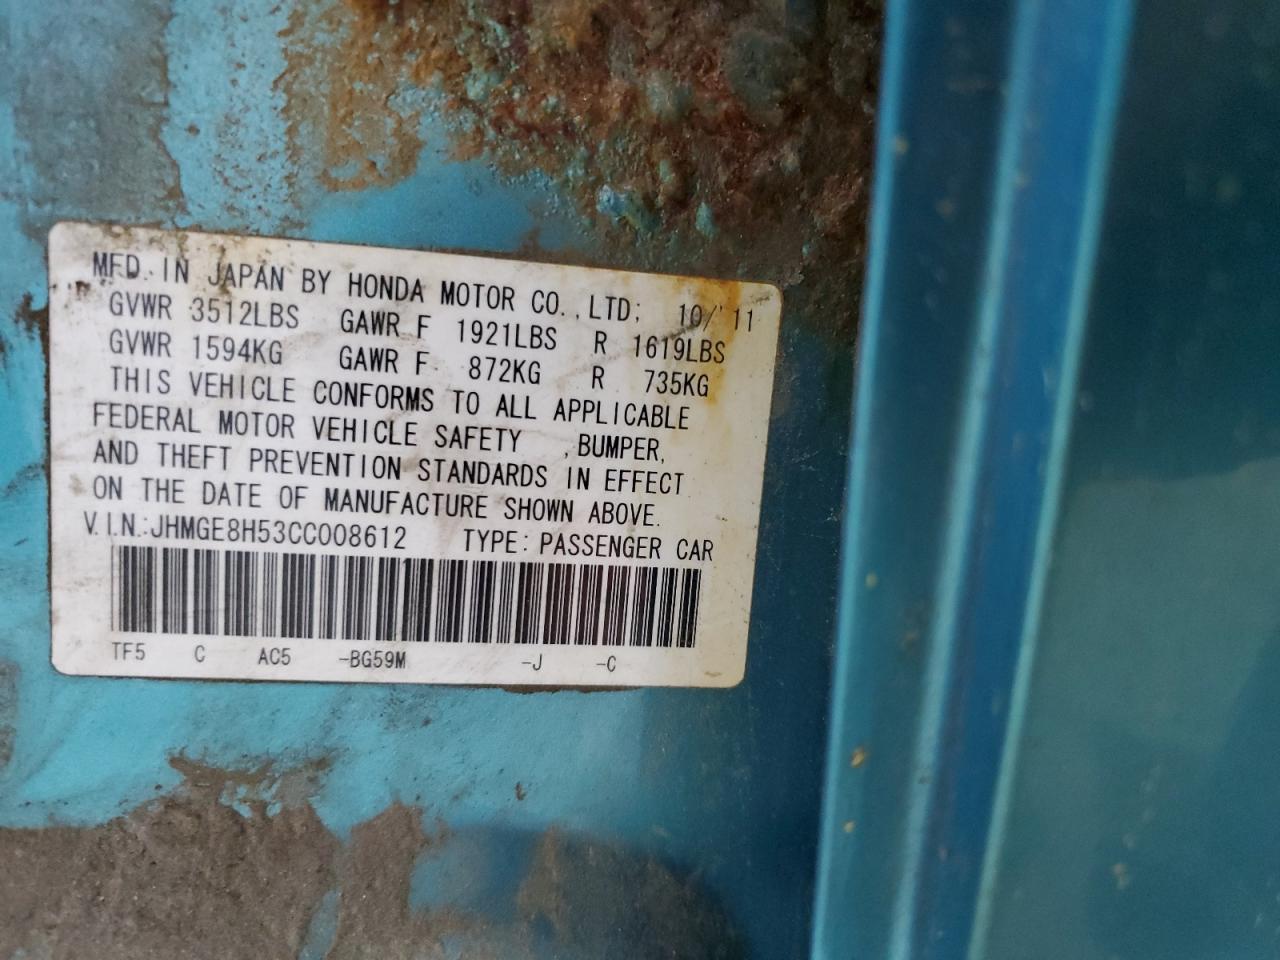 MFD. IN JAPAN BY HONDA MOTOR CO., LTD; 10/'11
GVWR 3512LBS GAWR F 1921LBS R 1619LBS
GVWR 1594KG GAWR F 872KG R 735KG
THIS VEHICLE CONFORMS TO ALL APPLICABLE
FEDERAL MOTOR VEHICLE SAFETY , BUMPER,
AND THEFT PREVENTION STANDARDS IN EFFECT
ON THE DATE OF MANUFACTURE SHOWN ABOVE.
V.I.N.:JHMGE8H53CC008612 TYPE: PASSENGER CAR
TF5 C AC5 -BG59M -J -C